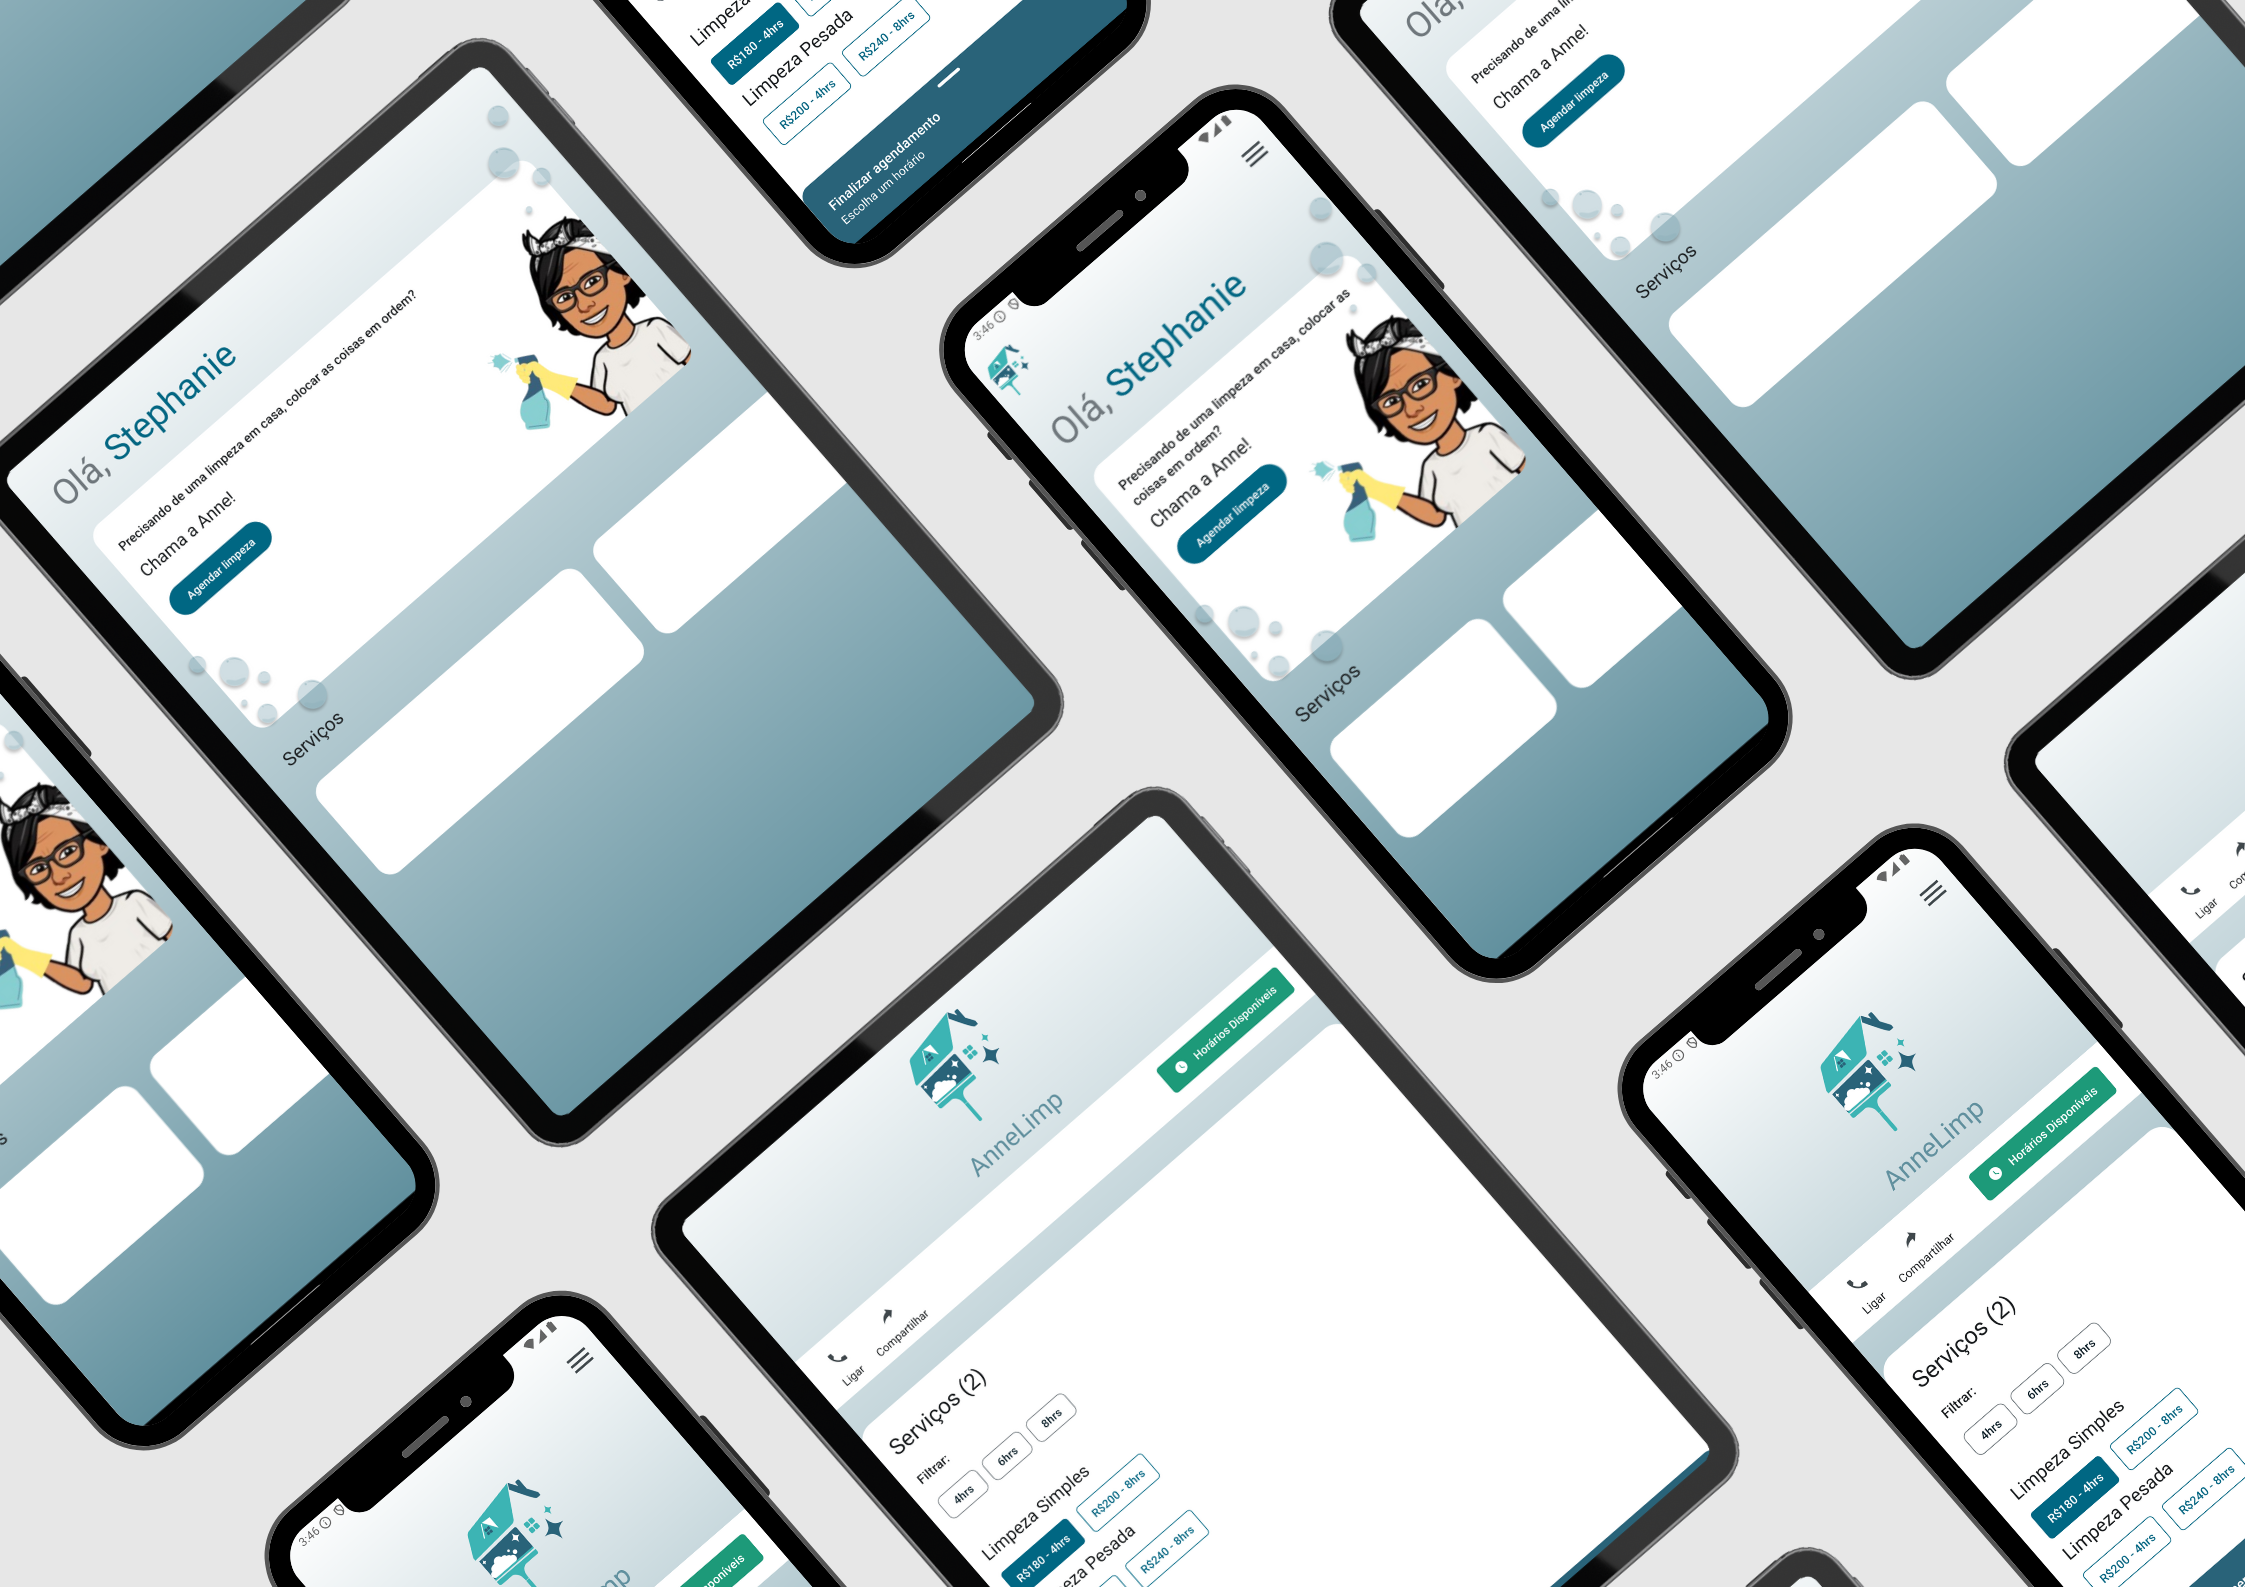 Limpeza
R$180 - 4hrs
Limpeza Pesada
R$200 - 4hrs
R$240 - 8hrs
Finalizar agendamento
Escolha um horário
Olá,
Precisando de uma
Chama a Anne!
Agendar limpeza
Serviços
Olá, Stephanie
Precisando de uma limpeza em casa, colocar as coisas em ordem?
Chama a Anne!
Agendar limpeza
Serviços
3:46
Olá, Stephanie
Precisando de uma limpeza em casa, colocar as
coisas em ordem?
Chama a Anne!
Agendar limpeza
Serviços
AnneLimp
Horários Disponíveis
Ligar
Compartilhar
Serviços (2)
Filtrar:
4hrs
6hrs
8hrs
Limpeza Simples
R$180 - 4hrs
R$200 - 8hrs
eza Pesada
R$240 - 8hrs
3:46
AnneLimp
Horários Disponíveis
Ligar
Compartilhar
Serviços (2)
Filtrar:
4hrs
6hrs
8hrs
Limpeza Simples
R$180 - 4hrs
R$200 - 8hrs
Limpeza Pesada
R$200 - 4hrs
R$240 - 8hrs
Ligar
Com
3:46
imp
poníveis